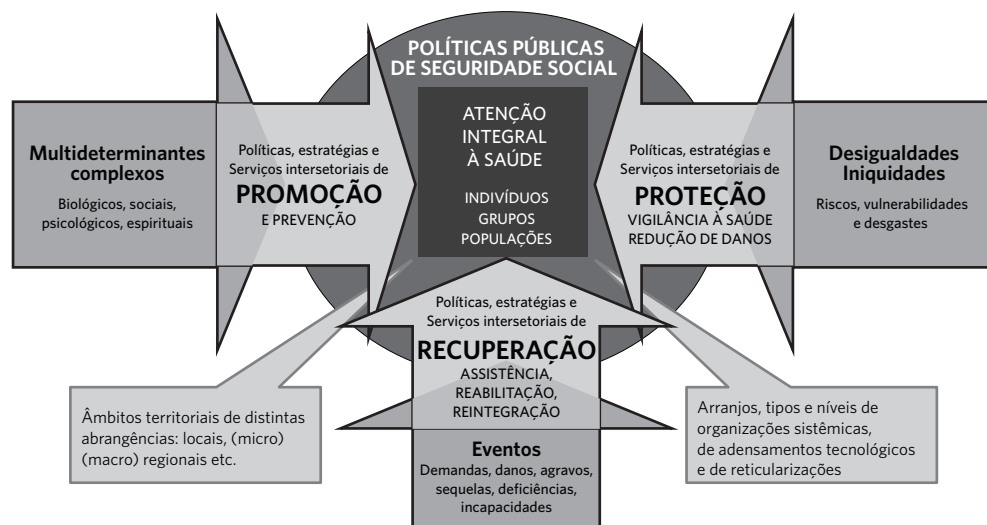 POLÍTICAS PÚBLICAS
DE SEGURIDADE SOCIAL
ATENÇÃO
INTEGRAL
À SAÚDE
INDIVÍDUOS
GRUPOS
POPULAÇÕES
Multideterminantes
complexos
Biológicos, sociais,
psicológicos, espirituais
Políticas, estratégias e
Serviços intersetoriais de
PROMOÇÃO
E PREVENÇÃO
Políticas, estratégias e
Serviços intersetoriais de
PROTEÇÃO
VIGILÂNCIA À SAÚDE
REDUÇÃO DE DANOS
Desigualdades
Iniquidades
Riscos, vulnerabilidades
e desgastes
Políticas, estratégias e
Serviços intersetoriais de
RECUPERAÇÃO
ASSISTÊNCIA,
REABILITAÇÃO,
REINTEGRAÇÃO
Eventos
Demandas, danos, agravos,
sequelas, deficiências,
incapacidades
Âmbitos territoriais de distintas
abrangências: locais, (micro)
(macro) regionais etc.
Arranjos, tipos e níveis de
organizações sistêmicas,
de adensamentos tecnológicos
e de reticularizações